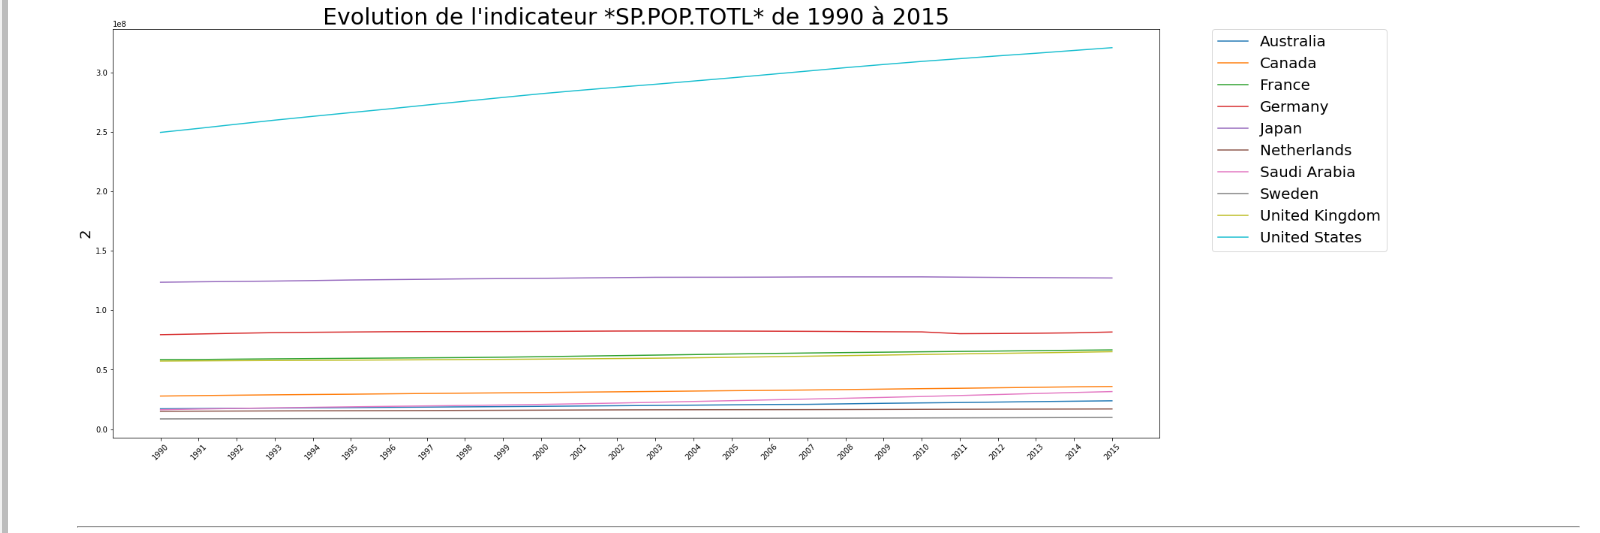 Evolution de l'indicateur *SP.POP.TOTL* de 1990 à 2015
1e8
3.0
2.5
2.0
1.5
1.0
0.5
0.0
2
1990 1991 1992 1993 1994 1995 1996 1997 1998 1999 2000 2001 2002 2003 2004 2005 2006 2007 2008 2009 2010 2011 2012 2013 2014 2015
Australia
Canada
France
Germany
Japan
Netherlands
Saudi Arabia
Sweden
United Kingdom
United States